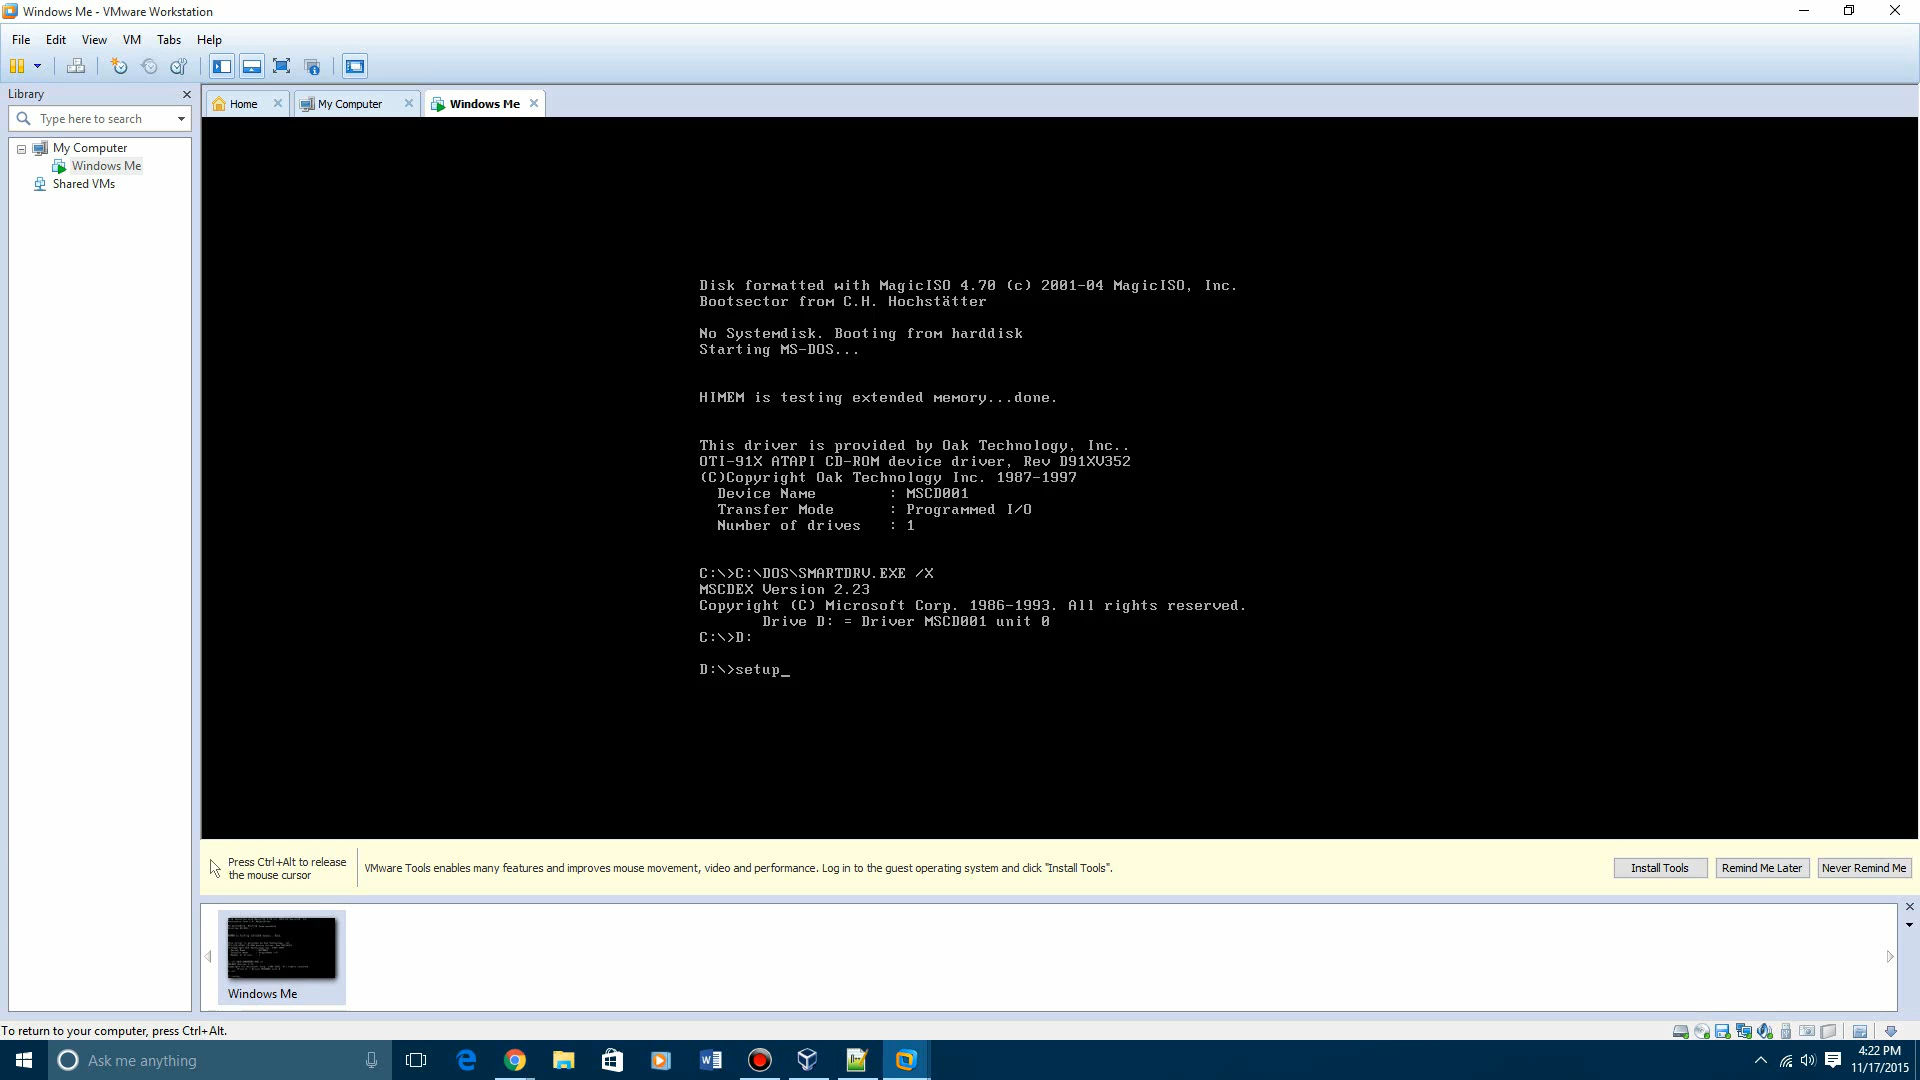 Windows Me - VMware Workstation
File Edit View VM Tabs Help
Library
Type here to search
My Computer
Windows Me
Shared VMs
Home
My Computer
Windows Me
Disk formatted with MagicISO 4.70 (c) 2001-04 MagicISO, Inc.
Bootsector from C.H. Hochstätter
No Systemdisk. Booting from harddisk
Starting MS-DOS...
HIMEM is testing extended memory...done.
This driver is provided by Oak Technology, Inc..
OTI-91X ATAPI CD-ROM device driver, Rev D91XV352
(C)Copyright Oak Technology Inc. 1987-1997
Device Name : MSCD001
Transfer Mode : Programmed I/O
Number of drives : 1
C:\>C:\DOS\SMARTDRV.EXE /X
MSCDEX Version 2.23
Copyright (C) Microsoft Corp. 1986-1993. All rights reserved.
Drive D: = Driver MSCD001 unit 0
C:\>D:
D:\>setup_
Press Ctrl+Alt to release
the mouse cursor
VMware Tools enables many features and improves mouse movement, video and performance. Log in to the guest operating system and click "Install Tools".
Install Tools
Remind Me Later
Never Remind Me
Windows Me
To return to your computer, press Ctrl+Alt.
Ask me anything
4:22 PM
11/17/2015